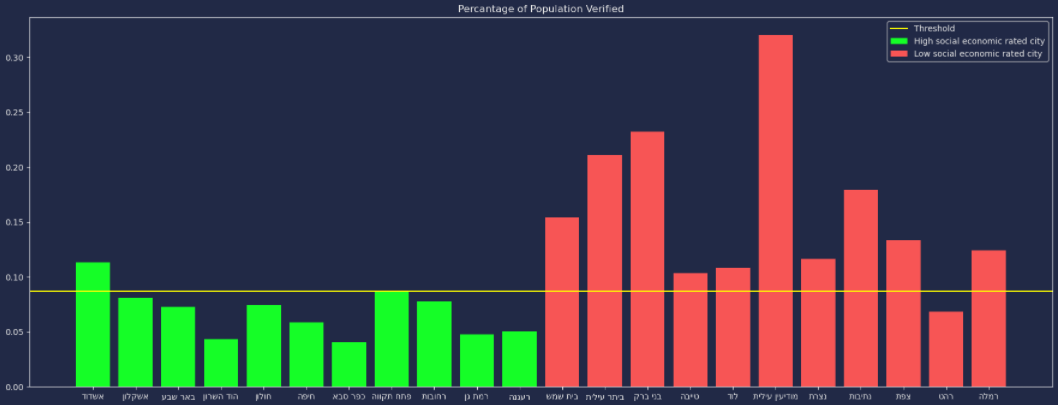 Percantage of Population Verified
Threshold
High social economic rated city
Low social economic rated city
0.30
0.25
0.20
0.15
0.10
0.05
0.00
אשדוד
אשקלון
באר שבע
הוד השרון
חולון
חיפה
כפר סבא
פתח תקווה
רחובות
רמת גן
רעננה
בית שמש
ביתר עילית
בני ברק
טייבה
לוד
מודיעין עילית
נצרת
נתיבות
צפת
רהט
רמלה